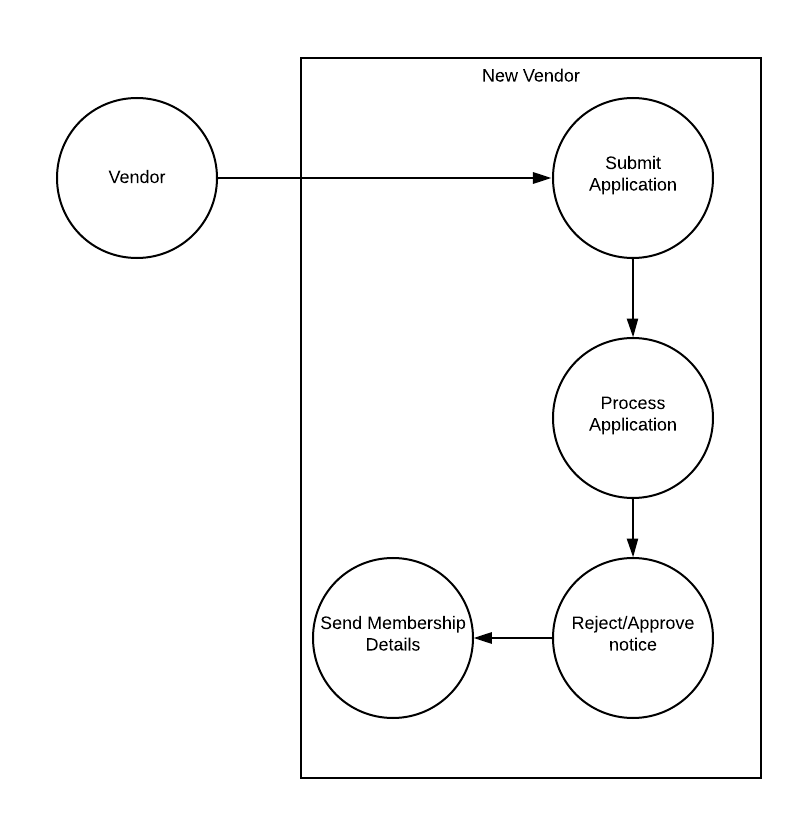 New Vendor
Vendor
Submit
Application
Process
Application
Send Membership
Details
Reject/Approve
notice